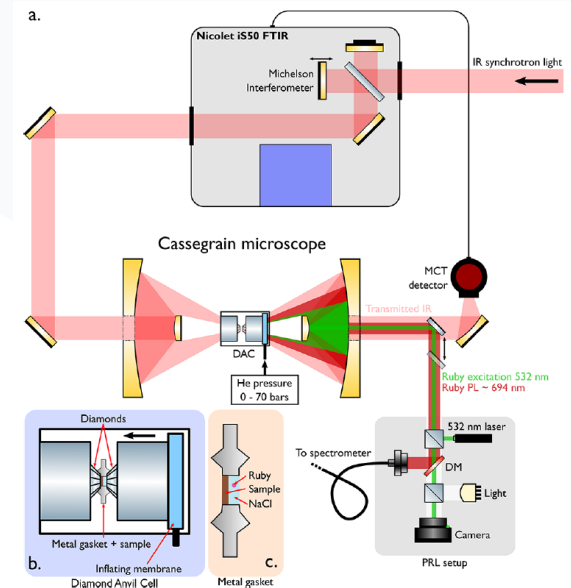 a.
Nicolet iS50 FTIR
IR synchrotron light
Michelson
Interferometer
Cassegrain microscope
MCT
detector
Transmitted IR
DAC
He pressure
0 - 70 bars
Ruby excitation 532 nm
Ruby PL ~ 694 nm
Diamonds
Metal gasket + sample
Inflating membrane
b.
Diamond Anvil Cell
Ruby
Sample
NaCl
c.
Metal gasket
To spectrometer
532 nm laser
DM
Light
Camera
PRL setup